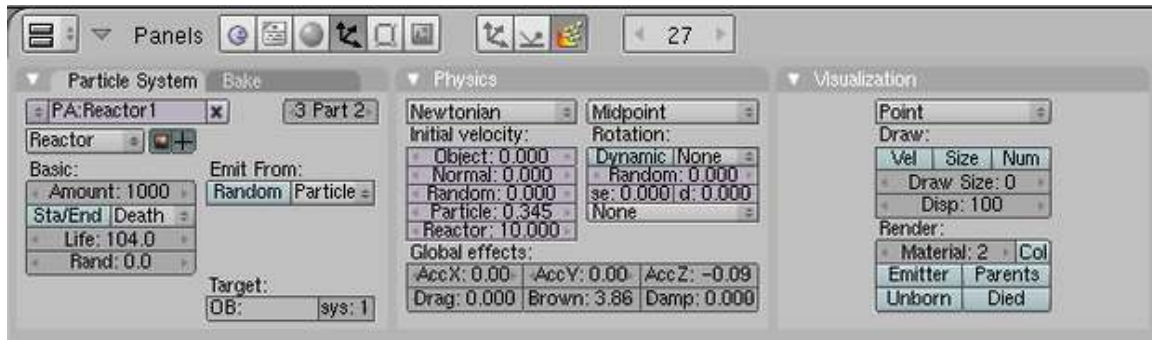 Panels 27
Particle System Bake
PA:Reactor1 x 3 Part 2
Reactor
Basic: Emit From:
Amount: 1000 Random Particle
Sta/End Death
Life: 104.0
Rand: 0.0
Target:
OB: sys: 1
Physics
Newtonian Midpoint
Initial velocity: Rotation:
Object: 0.000 Dynamic None
Normal: 0.000 Random: 0.000
Random: 0.000 se: 0.000 d: 0.000
Particle: 0.345 None
Reactor: 10.000
Global effects:
AccX: 0.00 AccY: 0.00 AccZ: -0.09
Drag: 0.000 Brown: 3.86 Damp: 0.000
Visualization
Point
Draw:
Vel Size Num
Draw Size: 0
Disp: 100
Render:
Material: 2 Col
Emitter Parents
Unborn Died